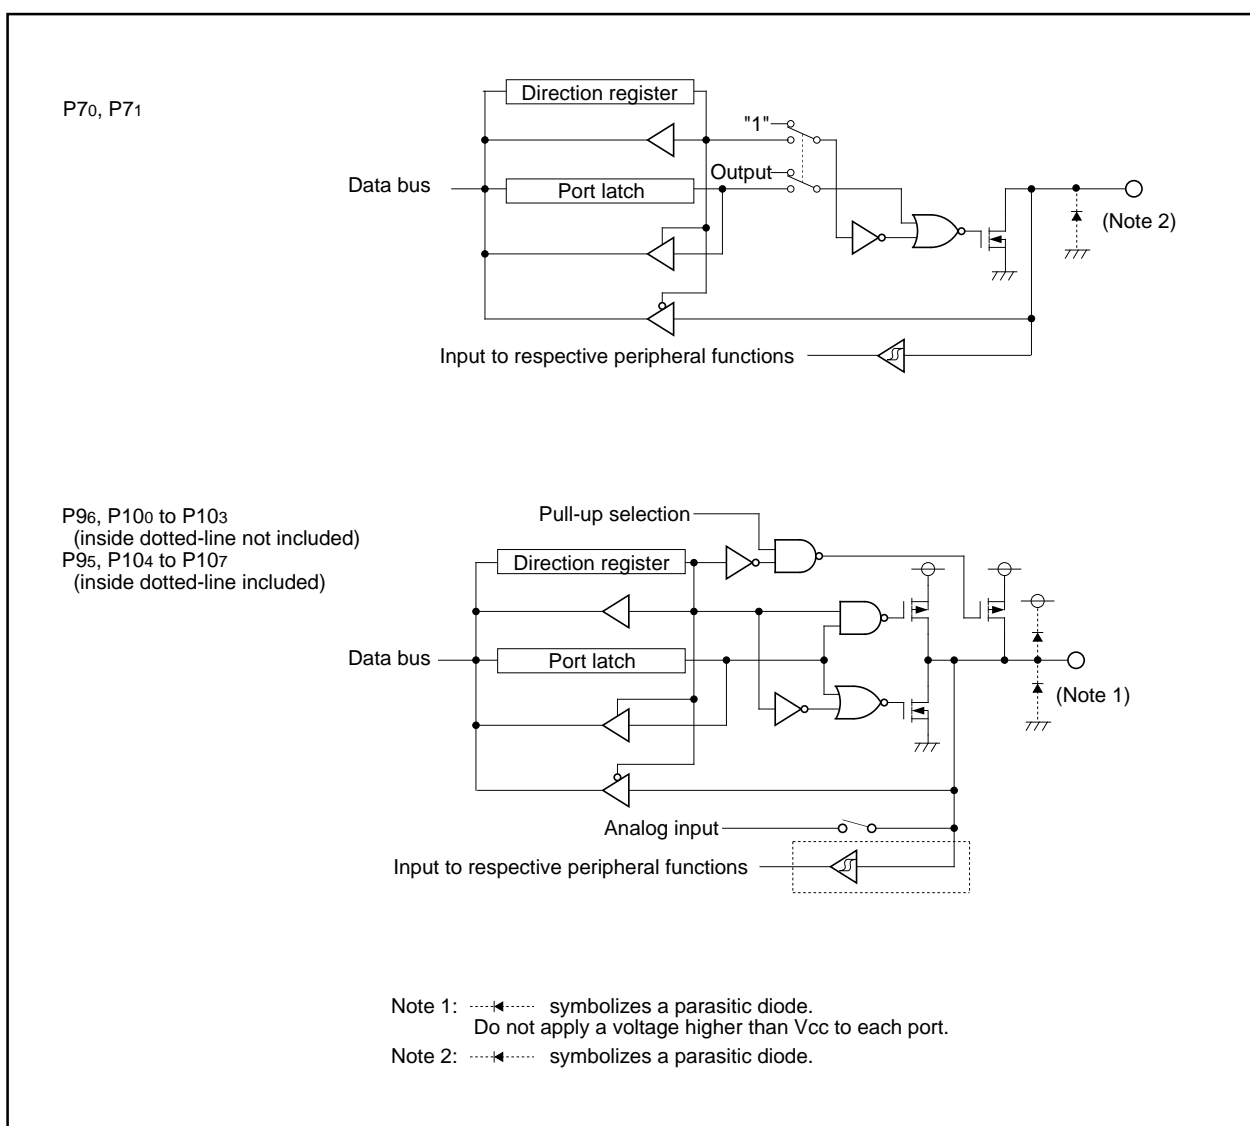 P70, P71
Direction register
"1"
Output
Data bus
Port latch
(Note 2)
Input to respective peripheral functions
P96, P100 to P103
(inside dotted-line not included)
P95, P104 to P107
(inside dotted-line included)
Pull-up selection
Direction register
Data bus
Port latch
(Note 1)
Analog input
Input to respective peripheral functions
Note 1: symbolizes a parasitic diode.
Do not apply a voltage higher than Vcc to each port.
Note 2: symbolizes a parasitic diode.